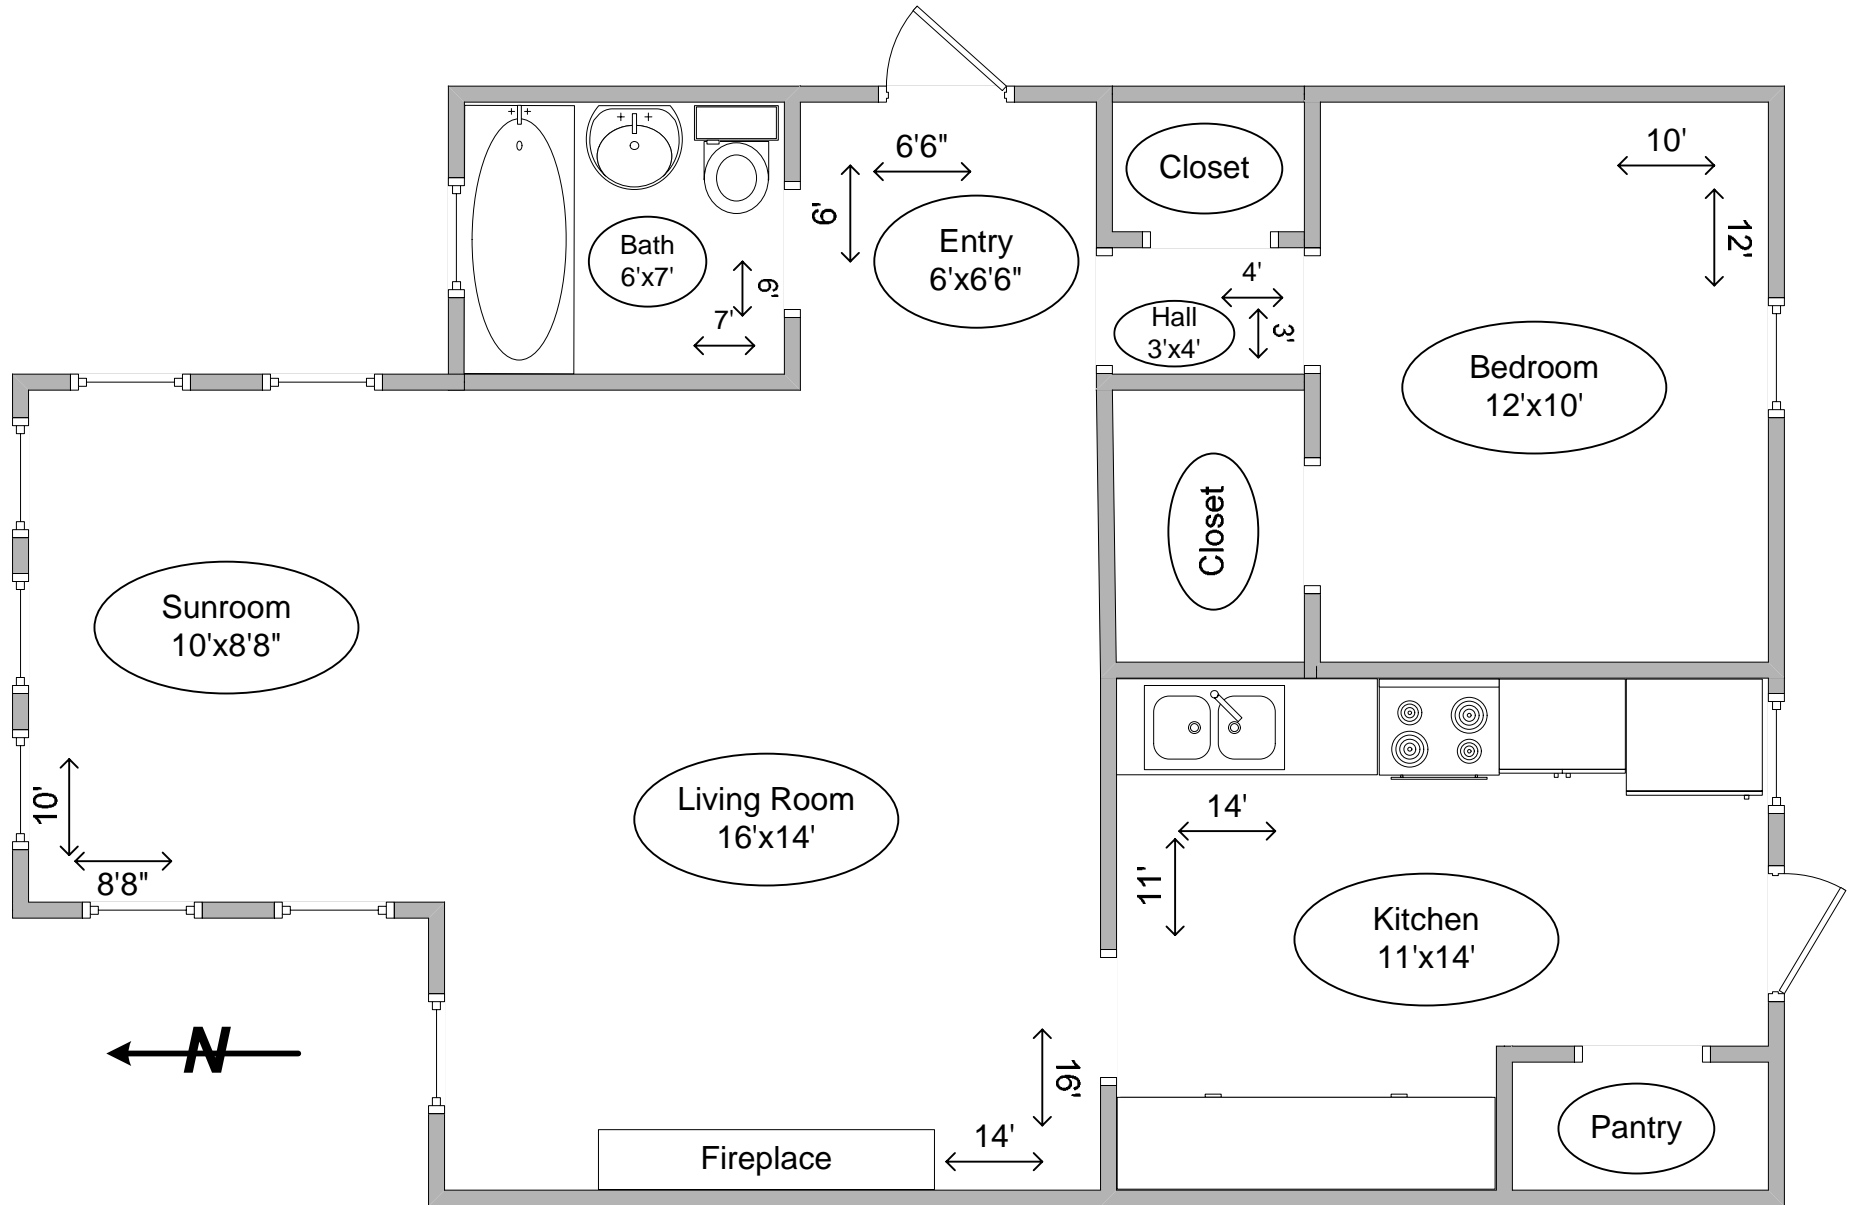 6'6"
Closet
10'
6'
Entry
6'x6'6"
12'
Bath
6'x7'
6'
7'
4'
Hall
3'x4'
3'
Bedroom
12'x10'
Closet
Sunroom
10'x8'8"
10'
8'8"
Living Room
16'x14'
14'
11'
Kitchen
11'x14'
N
16'
14'
Fireplace
Pantry